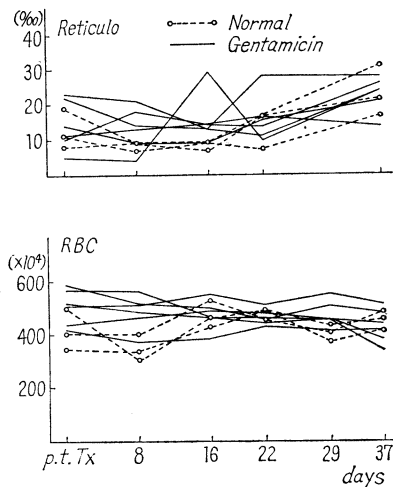 (‰) Reticulo
o---o Normal
—— Gentamicin
40
30
20
10
RBC
(×10⁴)
600
400
200
p.t. Tx 8 16 22 29 37
days